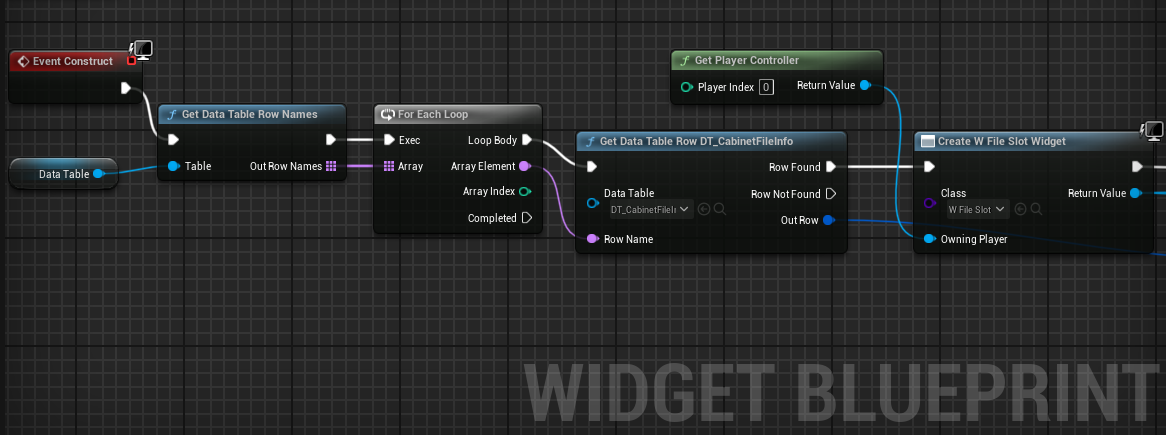 Event Construct
Get Player Controller
Player Index 0
Return Value
Get Data Table Row Names
Table
Out Row Names
Data Table
For Each Loop
Exec
Loop Body
Array
Array Element
Array Index
Completed
Get Data Table Row DT_CabinetFileInfo
Row Found
Data Table
Row Not Found
Out Row
Row Name
Create W File Slot Widget
Class
Return Value
W File Slot
Owning Player
WIDGET BLUEPRINT